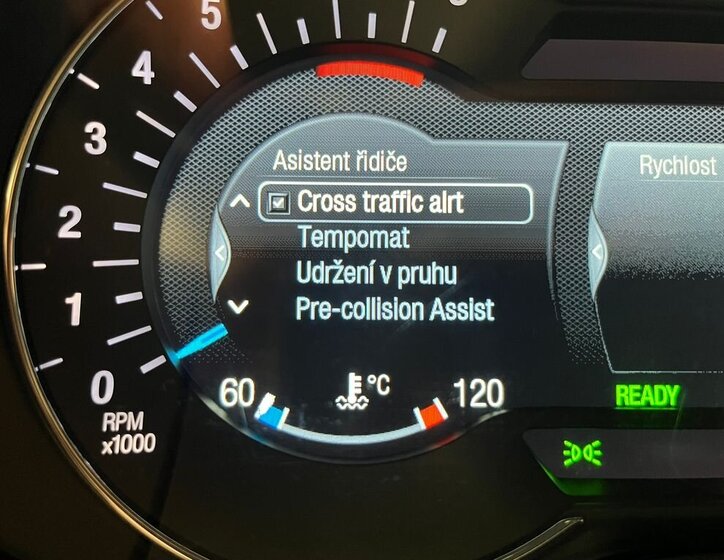 5
4
3
2
1
0
RPM
x1000
Asistent řidiče
Cross traffic alrt
Tempomat
Udržení v pruhu
Pre-collision Assist
60
°C
120
Rychlost
READY